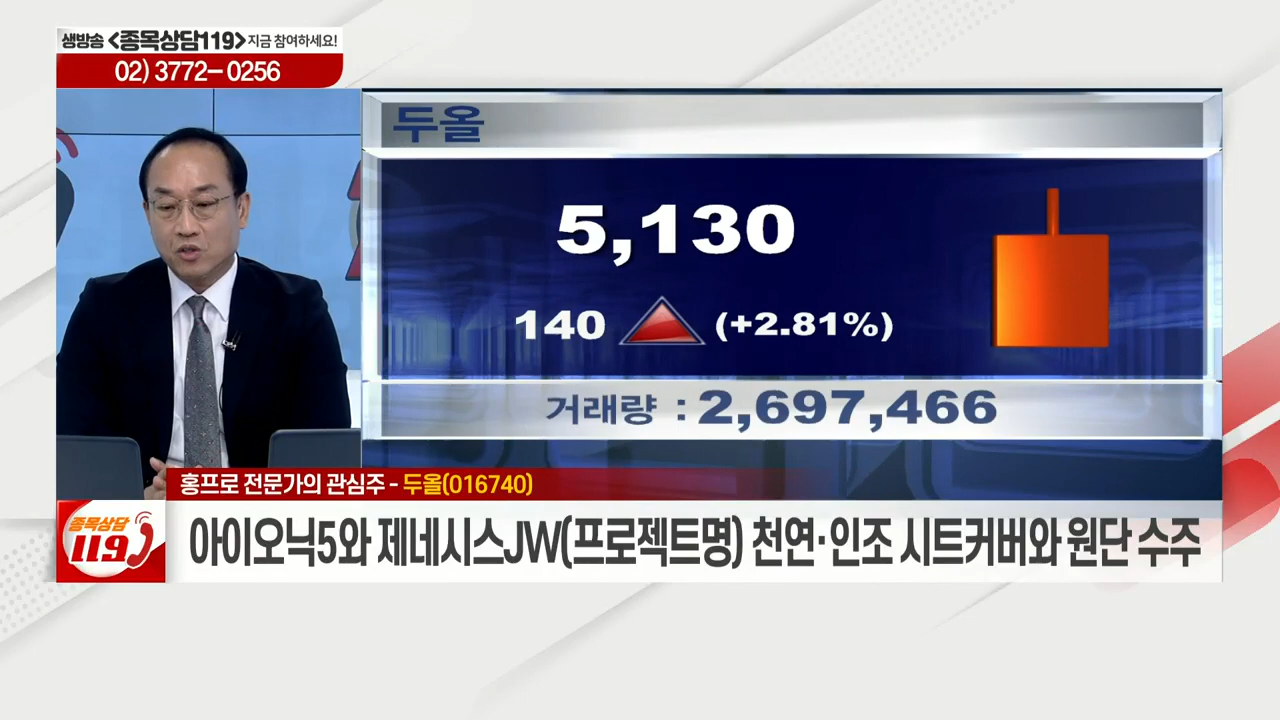 생방송 <종목상담119> 지금 참여하세요!
02) 3772-0256
두올
5,130
140 ▲ (+2.81%)
거래량 : 2,697,466
홍프로 전문가의 관심주 - 두올(016740)
종목상담
119
아이오닉5와 제네시스JW(프로젝트명) 천연·인조 시트커버와 원단 수주